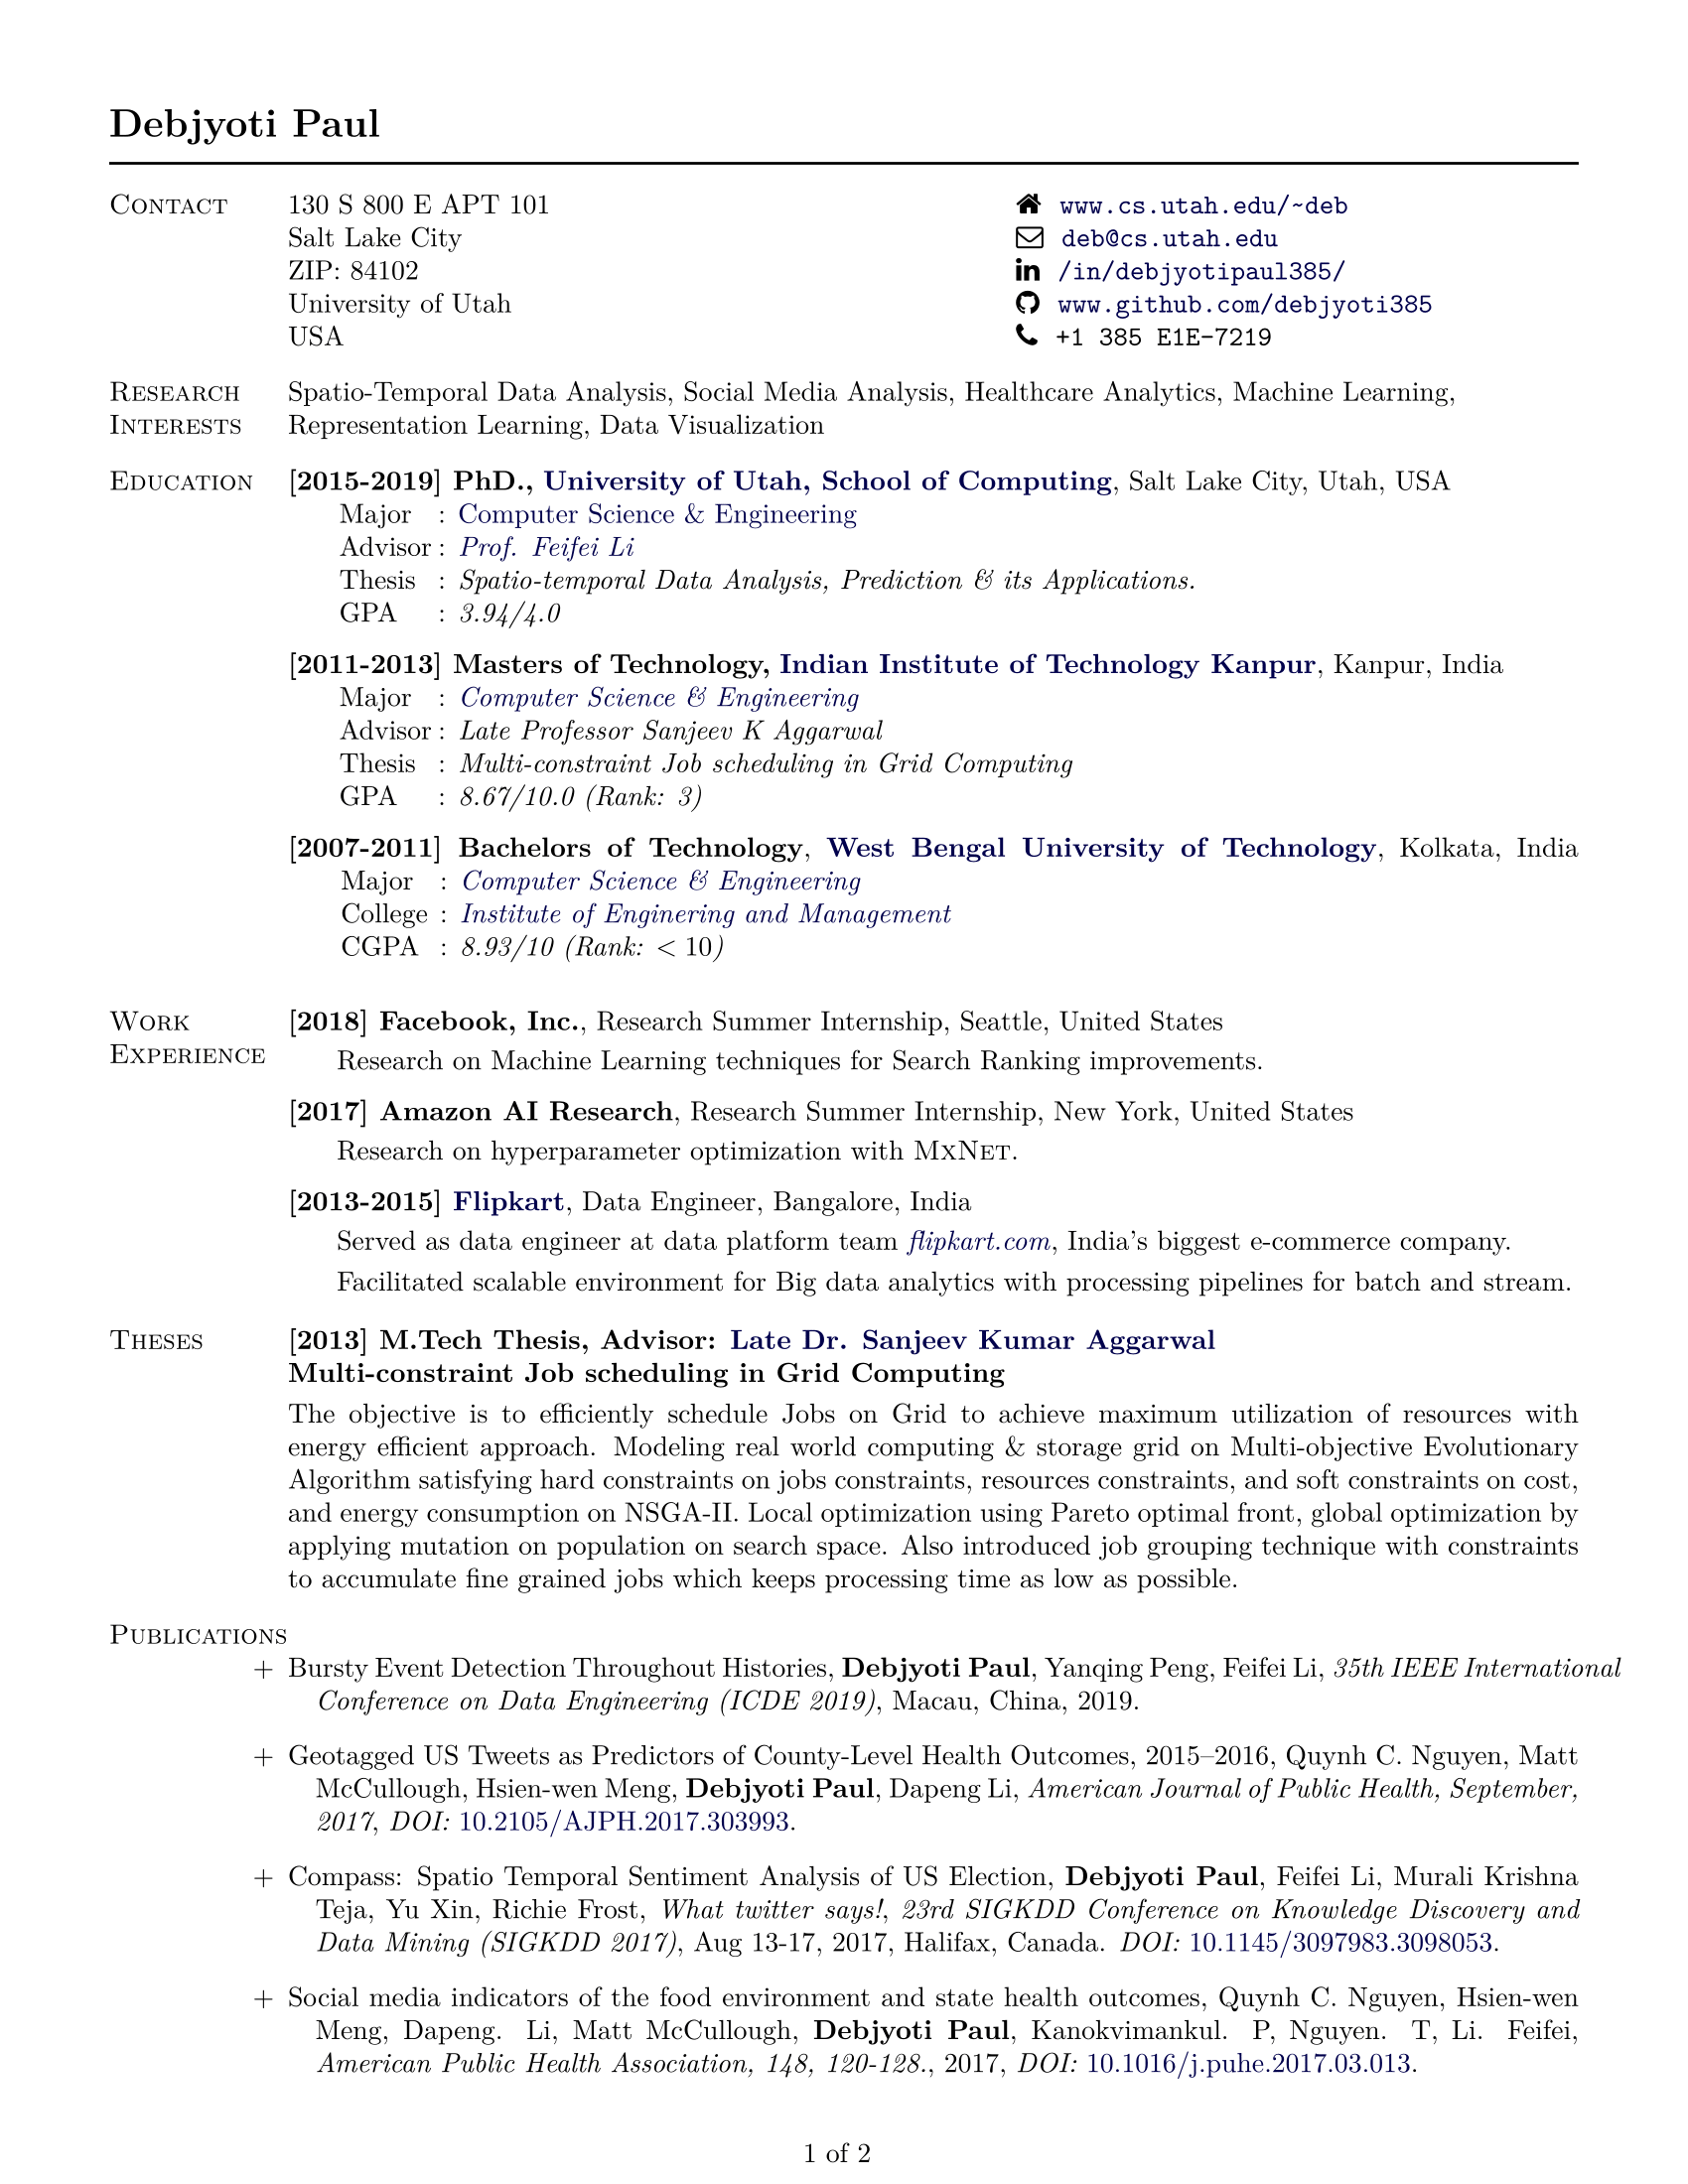 Debjyoti Paul
Contact
130 S 800 E APT 101
Salt Lake City
ZIP: 84102
University of Utah
USA
www.cs.utah.edu/~deb
deb@cs.utah.edu
/in/debjyotipaul385/
www.github.com/debjyoti385
+1 385 E1E-7219
Research Interests
Spatio-Temporal Data Analysis, Social Media Analysis, Healthcare Analytics, Machine Learning,
Representation Learning, Data Visualization
Education
[2015-2019] PhD., University of Utah, School of Computing, Salt Lake City, Utah, USA
Major : Computer Science & Engineering
Advisor : Prof. Feifei Li
Thesis : Spatio-temporal Data Analysis, Prediction & its Applications.
GPA : 3.94/4.0
[2011-2013] Masters of Technology, Indian Institute of Technology Kanpur, Kanpur, India
Major : Computer Science & Engineering
Advisor : Late Professor Sanjeev K Aggarwal
Thesis : Multi-constraint Job scheduling in Grid Computing
GPA : 8.67/10.0 (Rank: 3)
[2007-2011] Bachelors of Technology, West Bengal University of Technology, Kolkata, India
Major : Computer Science & Engineering
College : Institute of Enginering and Management
CGPA : 8.93/10 (Rank: < 10)
Work Experience
[2018] Facebook, Inc., Research Summer Internship, Seattle, United States
Research on Machine Learning techniques for Search Ranking improvements.
[2017] Amazon AI Research, Research Summer Internship, New York, United States
Research on hyperparameter optimization with MxNet.
[2013-2015] Flipkart, Data Engineer, Bangalore, India
Served as data engineer at data platform team flipkart.com, India's biggest e-commerce company.
Facilitated scalable environment for Big data analytics with processing pipelines for batch and stream.
Theses
[2013] M.Tech Thesis, Advisor: Late Dr. Sanjeev Kumar Aggarwal
Multi-constraint Job scheduling in Grid Computing
The objective is to efficiently schedule Jobs on Grid to achieve maximum utilization of resources with
energy efficient approach. Modeling real world computing & storage grid on Multi-objective Evolutionary
Algorithm satisfying hard constraints on jobs constraints, resources constraints, and soft constraints on cost,
and energy consumption on NSGA-II. Local optimization using Pareto optimal front, global optimization by
applying mutation on population on search space. Also introduced job grouping technique with constraints
to accumulate fine grained jobs which keeps processing time as low as possible.
Publications
+ Bursty Event Detection Throughout Histories, Debjyoti Paul, Yanqing Peng, Feifei Li, 35th IEEE International
Conference on Data Engineering (ICDE 2019), Macau, China, 2019.
+ Geotagged US Tweets as Predictors of County-Level Health Outcomes, 2015–2016, Quynh C. Nguyen, Matt
McCullough, Hsien-wen Meng, Debjyoti Paul, Dapeng Li, American Journal of Public Health, September,
2017, DOI: 10.2105/AJPH.2017.303993.
+ Compass: Spatio Temporal Sentiment Analysis of US Election, Debjyoti Paul, Feifei Li, Murali Krishna
Teja, Yu Xin, Richie Frost, What twitter says!, 23rd SIGKDD Conference on Knowledge Discovery and
Data Mining (SIGKDD 2017), Aug 13-17, 2017, Halifax, Canada. DOI: 10.1145/3097983.3098053.
+ Social media indicators of the food environment and state health outcomes, Quynh C. Nguyen, Hsien-wen
Meng, Dapeng. Li, Matt McCullough, Debjyoti Paul, Kanokvimankul. P, Nguyen. T, Li. Feifei,
American Public Health Association, 148, 120-128., 2017, DOI: 10.1016/j.puhe.2017.03.013.
1 of 2